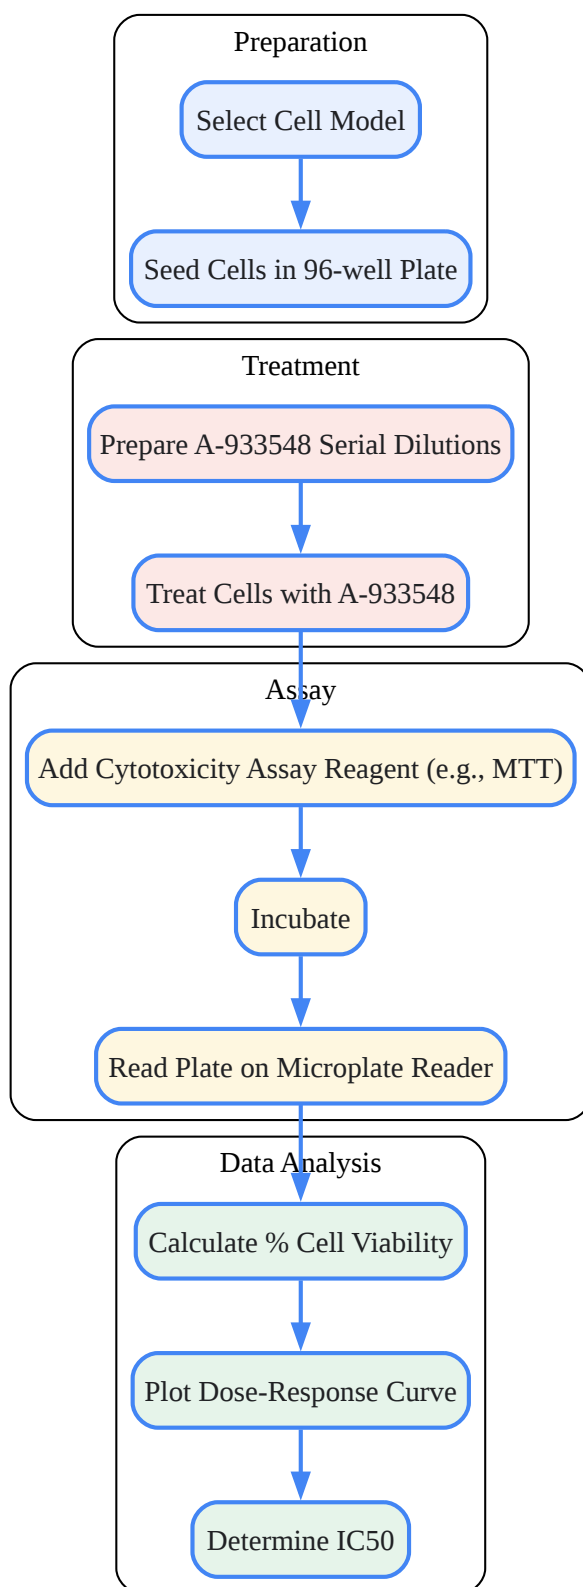 Preparation
Select Cell Model
Seed Cells in 96-well Plate
Treatment
Prepare A-933548 Serial Dilutions
Treat Cells with A-933548
Assay
Add Cytotoxicity Assay Reagent (e.g., MTT)
Incubate
Read Plate on Microplate Reader
Data Analysis
Calculate % Cell Viability
Plot Dose-Response Curve
Determine IC50